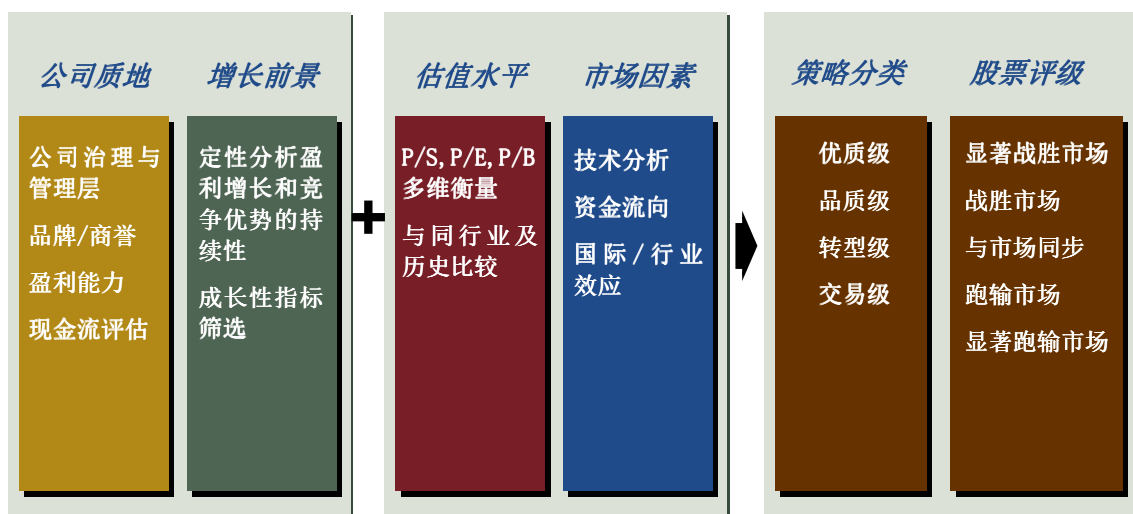 公司质地
公司治理与
管理层
品牌/商誉
盈利能力
现金流评估
增长前景
定性分析盈
利增长和竞
争优势的持
续性
成长性指标
筛选
估值水平
P/S,P/E,P/B
多维衡量
与同行业及
历史比较
市场因素
技术分析
资金流向
国际/行业
效应
策略分类
优质级
品质级
转型级
交易级
股票评级
显著战胜市场
战胜市场
与市场同步
跑输市场
显著跑输市场